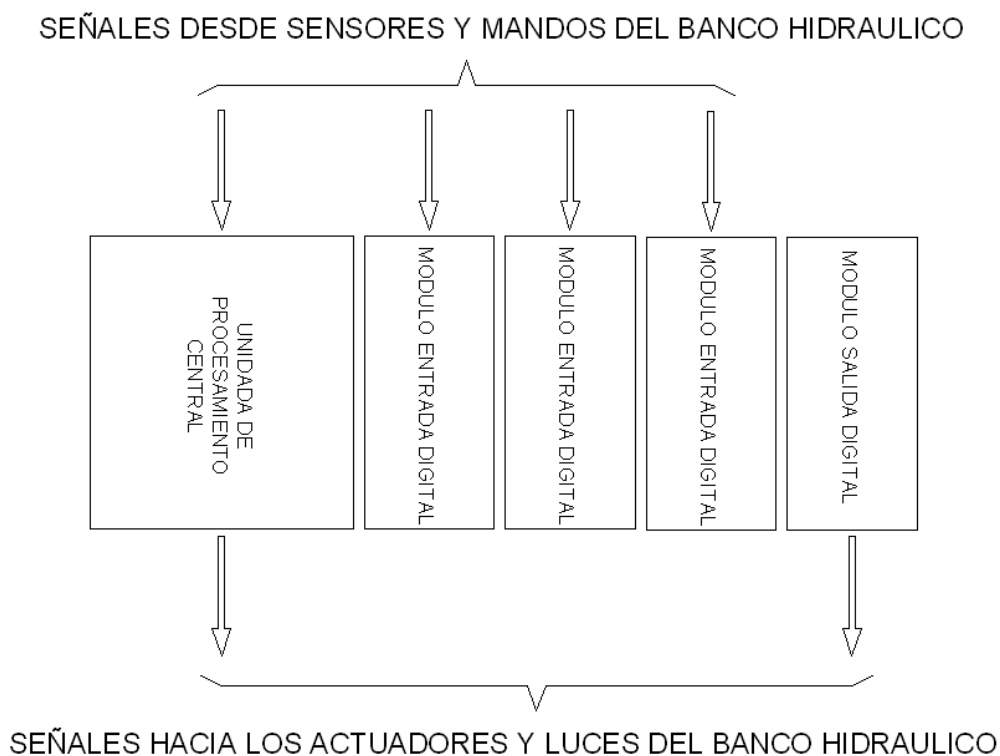 SEÑALES DESDE SENSORES Y MANDOS DEL BANCO HIDRAULICO
UNIDADA DE
PROCESAMIENTO
CENTRAL
MODULO ENTRADA DIGITAL
MODULO ENTRADA DIGITAL
MODULO ENTRADA DIGITAL
MODULO SALIDA DIGITAL
SEÑALES HACIA LOS ACTUADORES Y LUCES DEL BANCO HIDRAULICO